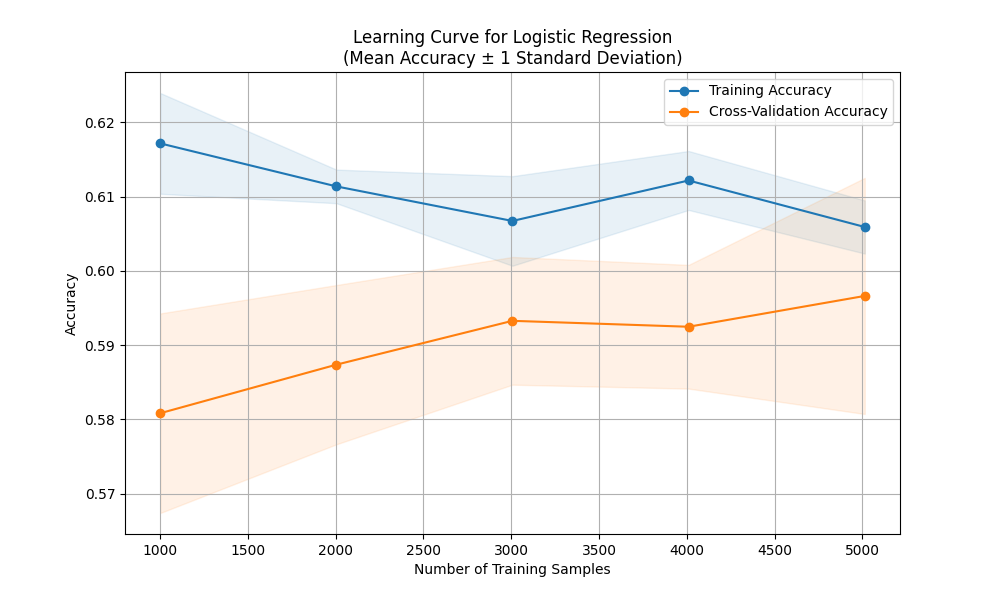 Learning Curve for Logistic Regression
(Mean Accuracy ± 1 Standard Deviation)
Training Accuracy
Cross-Validation Accuracy
Accuracy
0.62
0.61
0.60
0.59
0.58
0.57
1000 1500 2000 2500 3000 3500 4000 4500 5000
Number of Training Samples